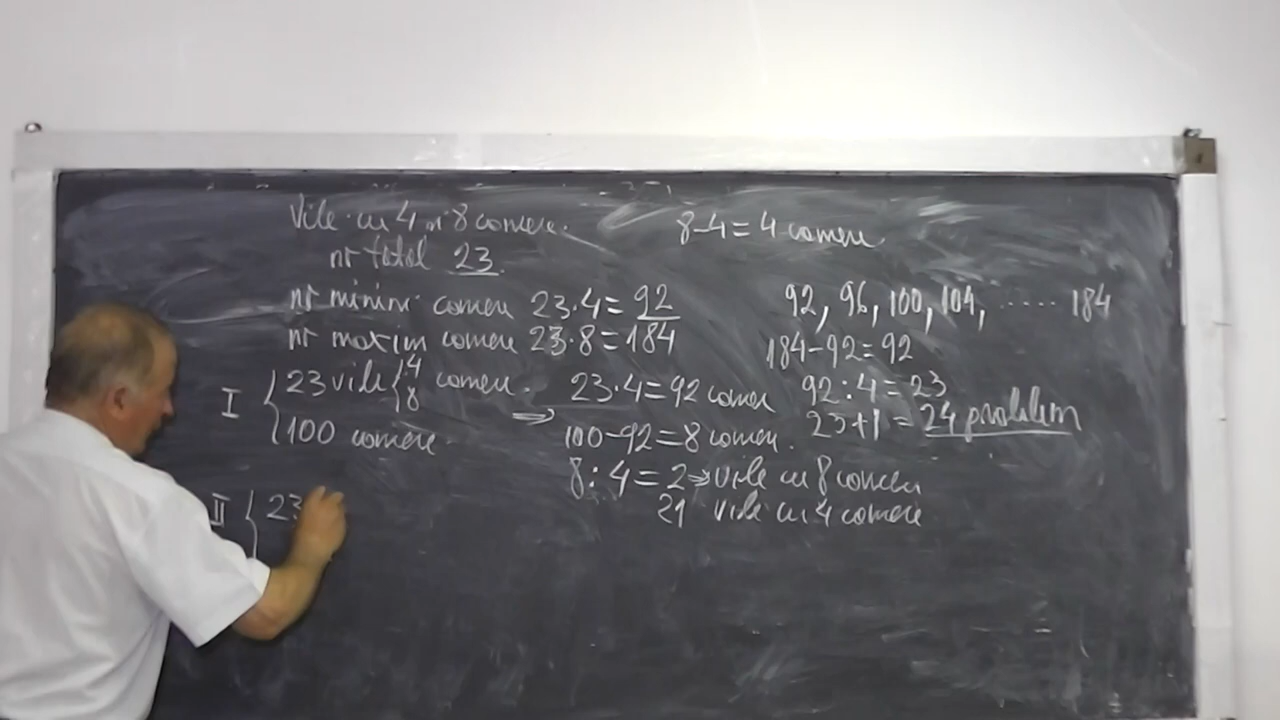 Vile cu 4 și 8 camere.
nr total 23.
nr minim camere 23·4=92
nr maxim camere 23·8=184
I { 23 vile { 4 8 camere.
100 camere.
II { 23
⇒ 23·4=92 camere
100-92=8 camere.
8:4=2⇒vile cu 8 camere
21 vile cu 4 camere
8-4=4 camere
92, 96, 100, 104, ..... 184
184-92=92
92:4=23
23+1=24 probleme